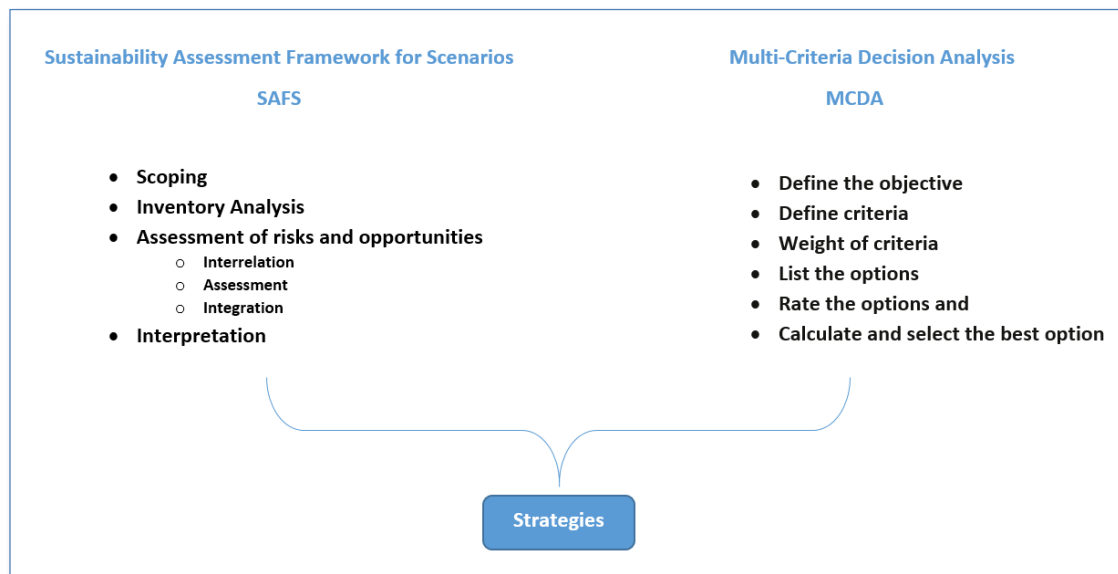 Sustainability Assessment Framework for Scenarios
SAFS
• Scoping
• Inventory Analysis
• Assessment of risks and opportunities
o Interrelation
o Assessment
o Integration
• Interpretation
Multi-Criteria Decision Analysis
MCDA
• Define the objective
• Define criteria
• Weight of criteria
• List the options
• Rate the options and
• Calculate and select the best option
Strategies